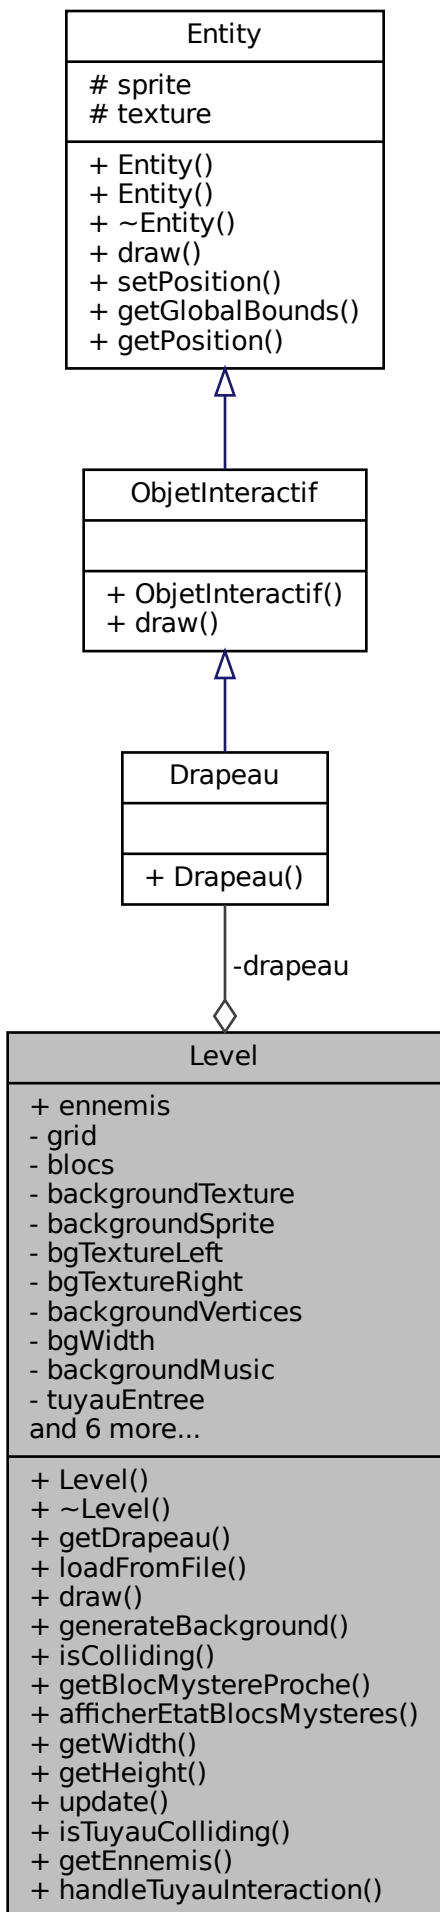 Entity
# sprite
# texture
+ Entity()
+ Entity()
+ ~Entity()
+ draw()
+ setPosition()
+ getGlobalBounds()
+ getPosition()
ObjetInteractif
+ ObjetInteractif()
+ draw()
Drapeau
+ Drapeau()
-drapeau
Level
+ ennemis
- grid
- blocs
- backgroundTexture
- backgroundSprite
- bgTextureLeft
- bgTextureRight
- backgroundVertices
- bgWidth
- backgroundMusic
- tuyauEntree
and 6 more...
+ Level()
+ ~Level()
+ getDrapeau()
+ loadFromFile()
+ draw()
+ generateBackground()
+ isColliding()
+ getBlocMystereProche()
+ afficherEtatBlocsMysteres()
+ getWidth()
+ getHeight()
+ update()
+ isTuyauColliding()
+ getEnnemis()
+ handleTuyauInteraction()